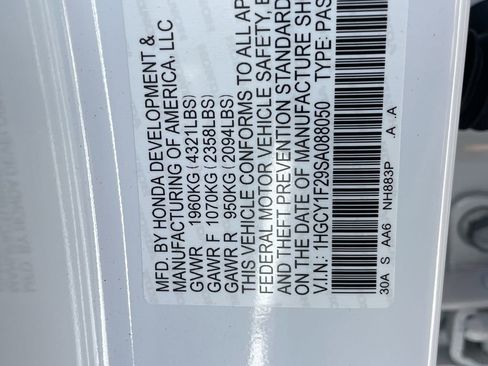 MFD. BY HONDA DEVELOPMENT &
MANUFACTURING OF AMERICA, LLC
GVWR 1960KG (4321LBS)
GAWR F 1070KG (2358LBS)
GAWR R 950KG (2094LBS)
THIS VEHICLE CONFORMS TO ALL AP
FEDERAL MOTOR VEHICLE SAFETY, B
AND THEFT PREVENTION STANDARD
ON THE DATE OF MANUFACTURE SH
V.I.N.: 1HGCY1F29SA088050 TYPE: PAS
30A S AA6 NH883P .A .A